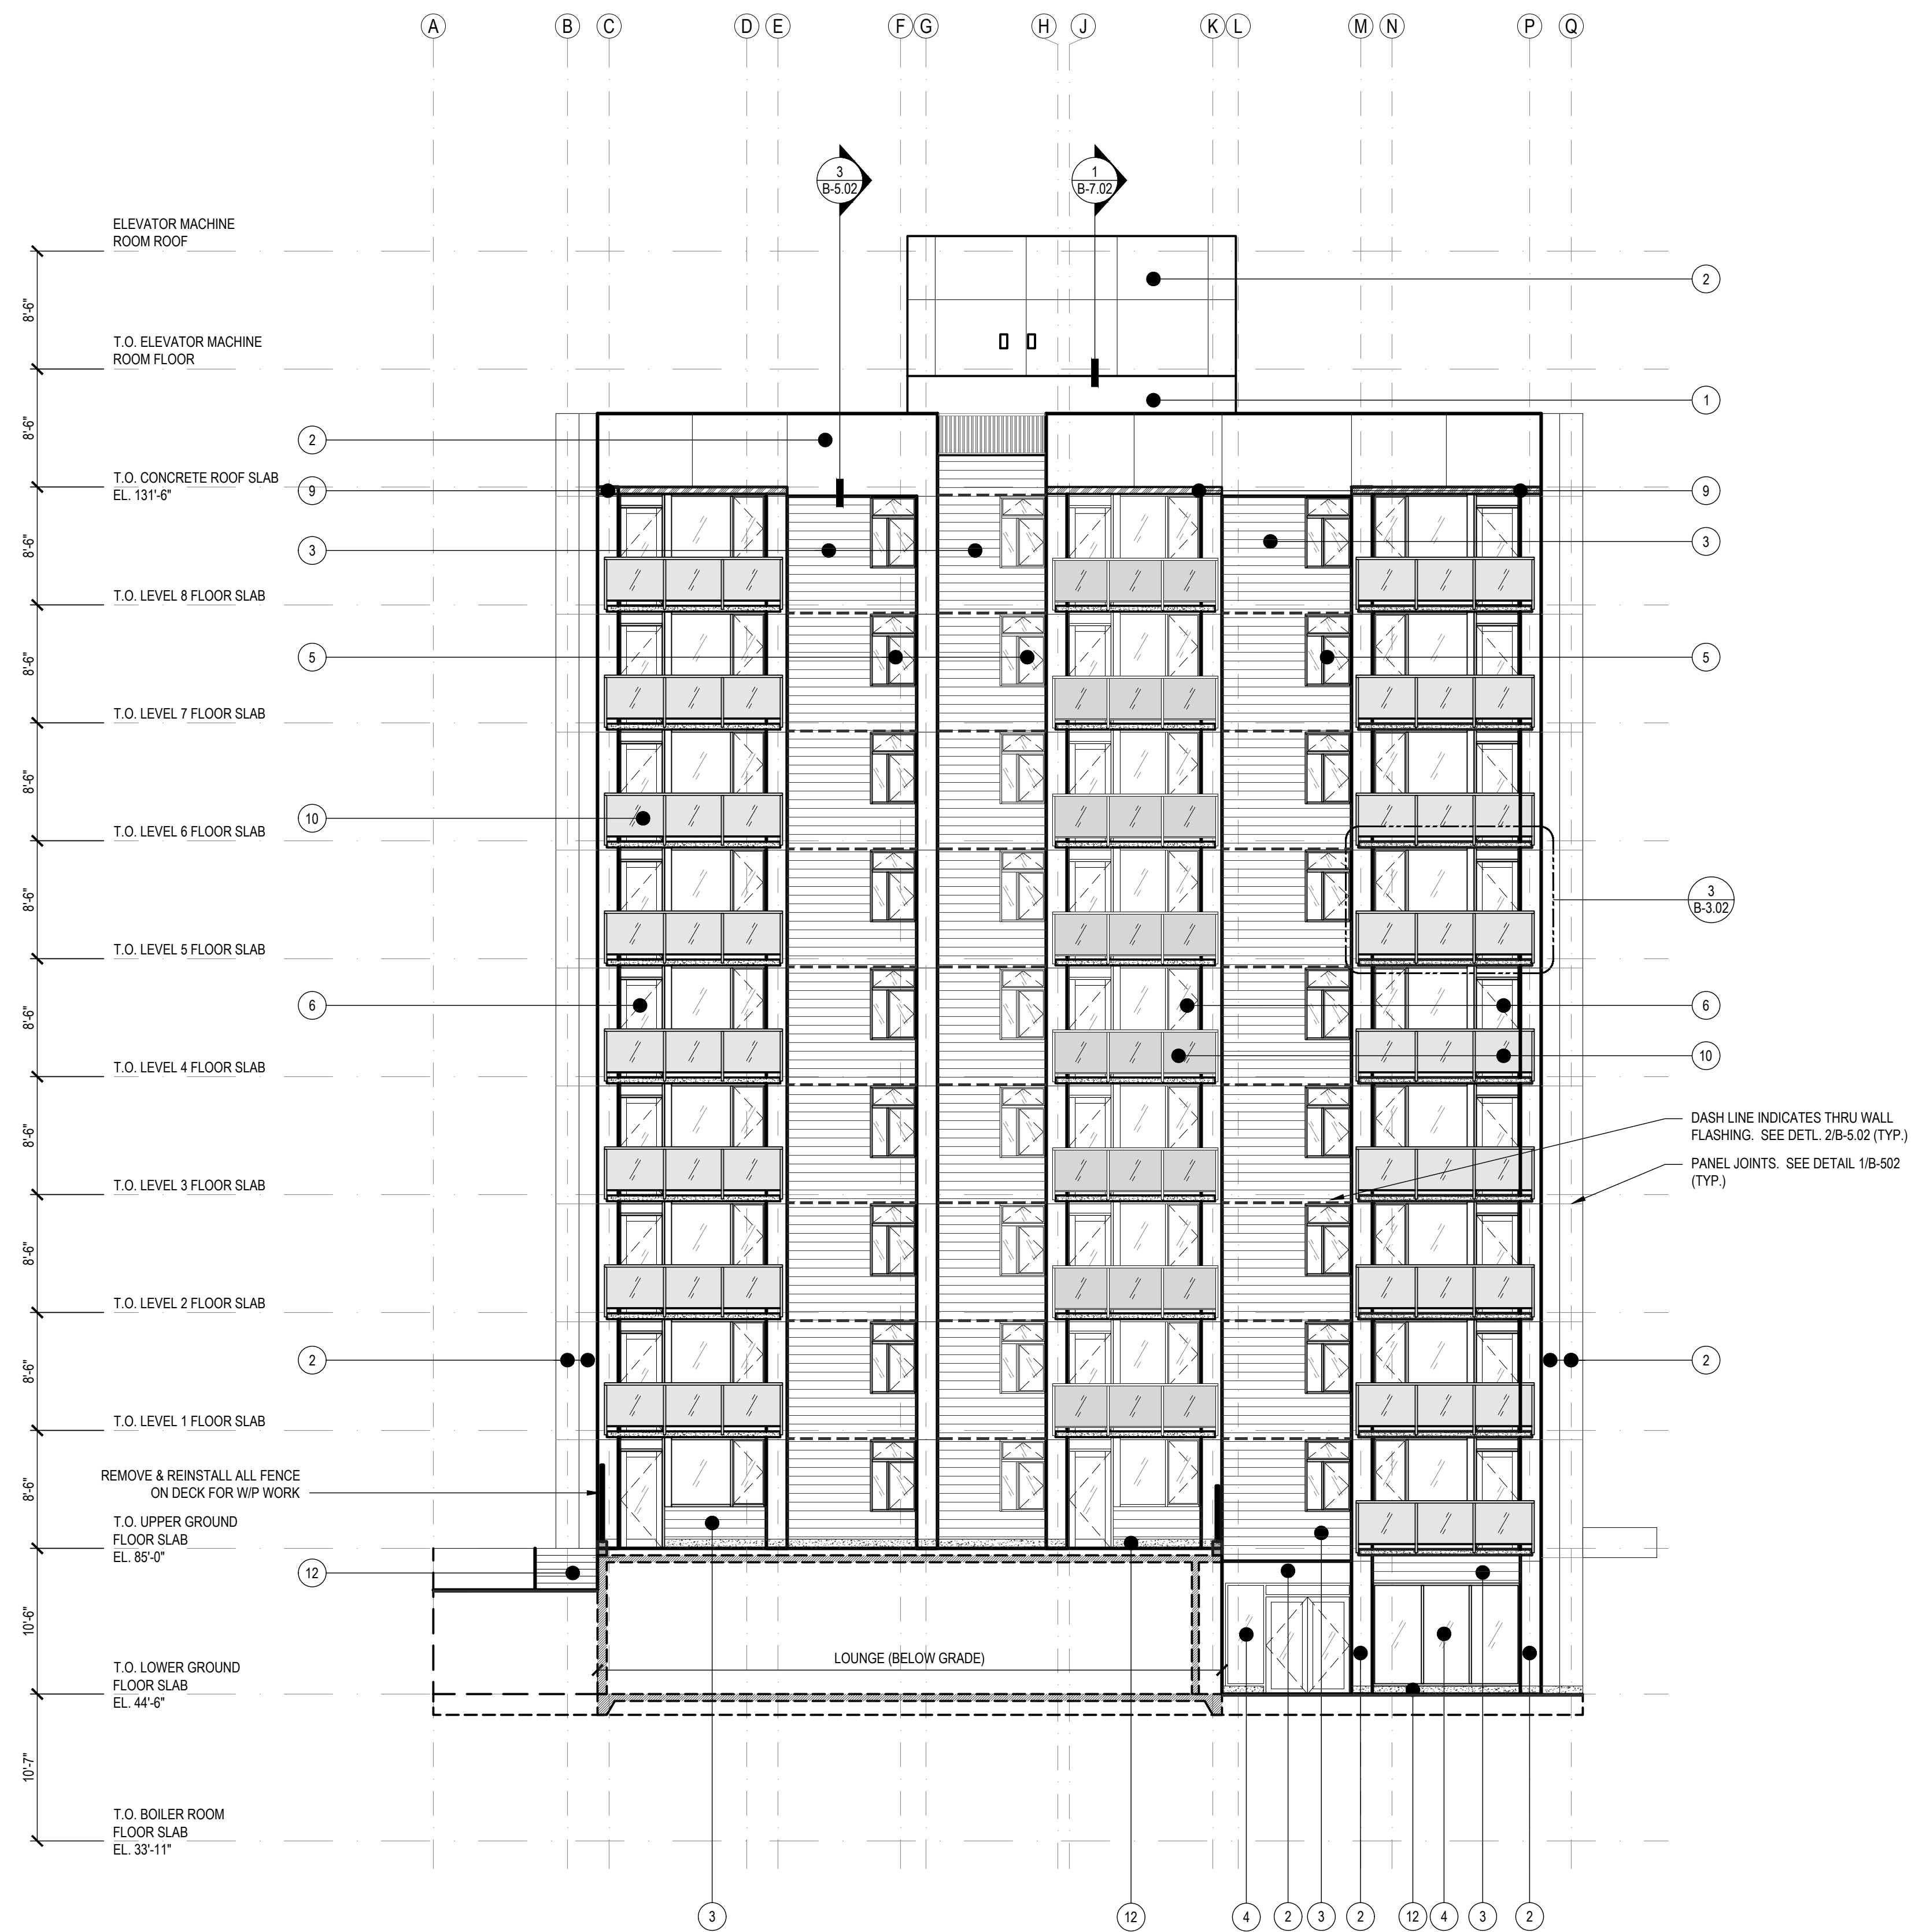 A B C D E F G H J K L M N P Q
3
B-5.02
1
B-7.02
ELEVATOR MACHINE
ROOM ROOF
8'-6"
2
T.O. ELEVATOR MACHINE
ROOM FLOOR
1
8'-6"
2
T.O. CONCRETE ROOF SLAB
EL. 131'-6"
9
9
8'-6"
3
3
T.O. LEVEL 8 FLOOR SLAB
8'-6"
5
5
T.O. LEVEL 7 FLOOR SLAB
8'-6"
10
T.O. LEVEL 6 FLOOR SLAB
8'-6"
3
B-3.02
T.O. LEVEL 5 FLOOR SLAB
8'-6"
6
6
10
T.O. LEVEL 4 FLOOR SLAB
8'-6"
DASH LINE INDICATES THRU WALL
FLASHING. SEE DETL. 2/B-5.02 (TYP.)
PANEL JOINTS. SEE DETAIL 1/B-502
(TYP.)
T.O. LEVEL 3 FLOOR SLAB
8'-6"
T.O. LEVEL 2 FLOOR SLAB
8'-6"
2
2
T.O. LEVEL 1 FLOOR SLAB
8'-6"
REMOVE & REINSTALL ALL FENCE
ON DECK FOR W/P WORK
T.O. UPPER GROUND
FLOOR SLAB
EL. 85'-0"
12
10'-6"
LOUNGE (BELOW GRADE)
T.O. LOWER GROUND
FLOOR SLAB
EL. 44'-6"
10'-7"
T.O. BOILER ROOM
FLOOR SLAB
EL. 33'-11"
3 12 4 2 3 2 12 4 3 2